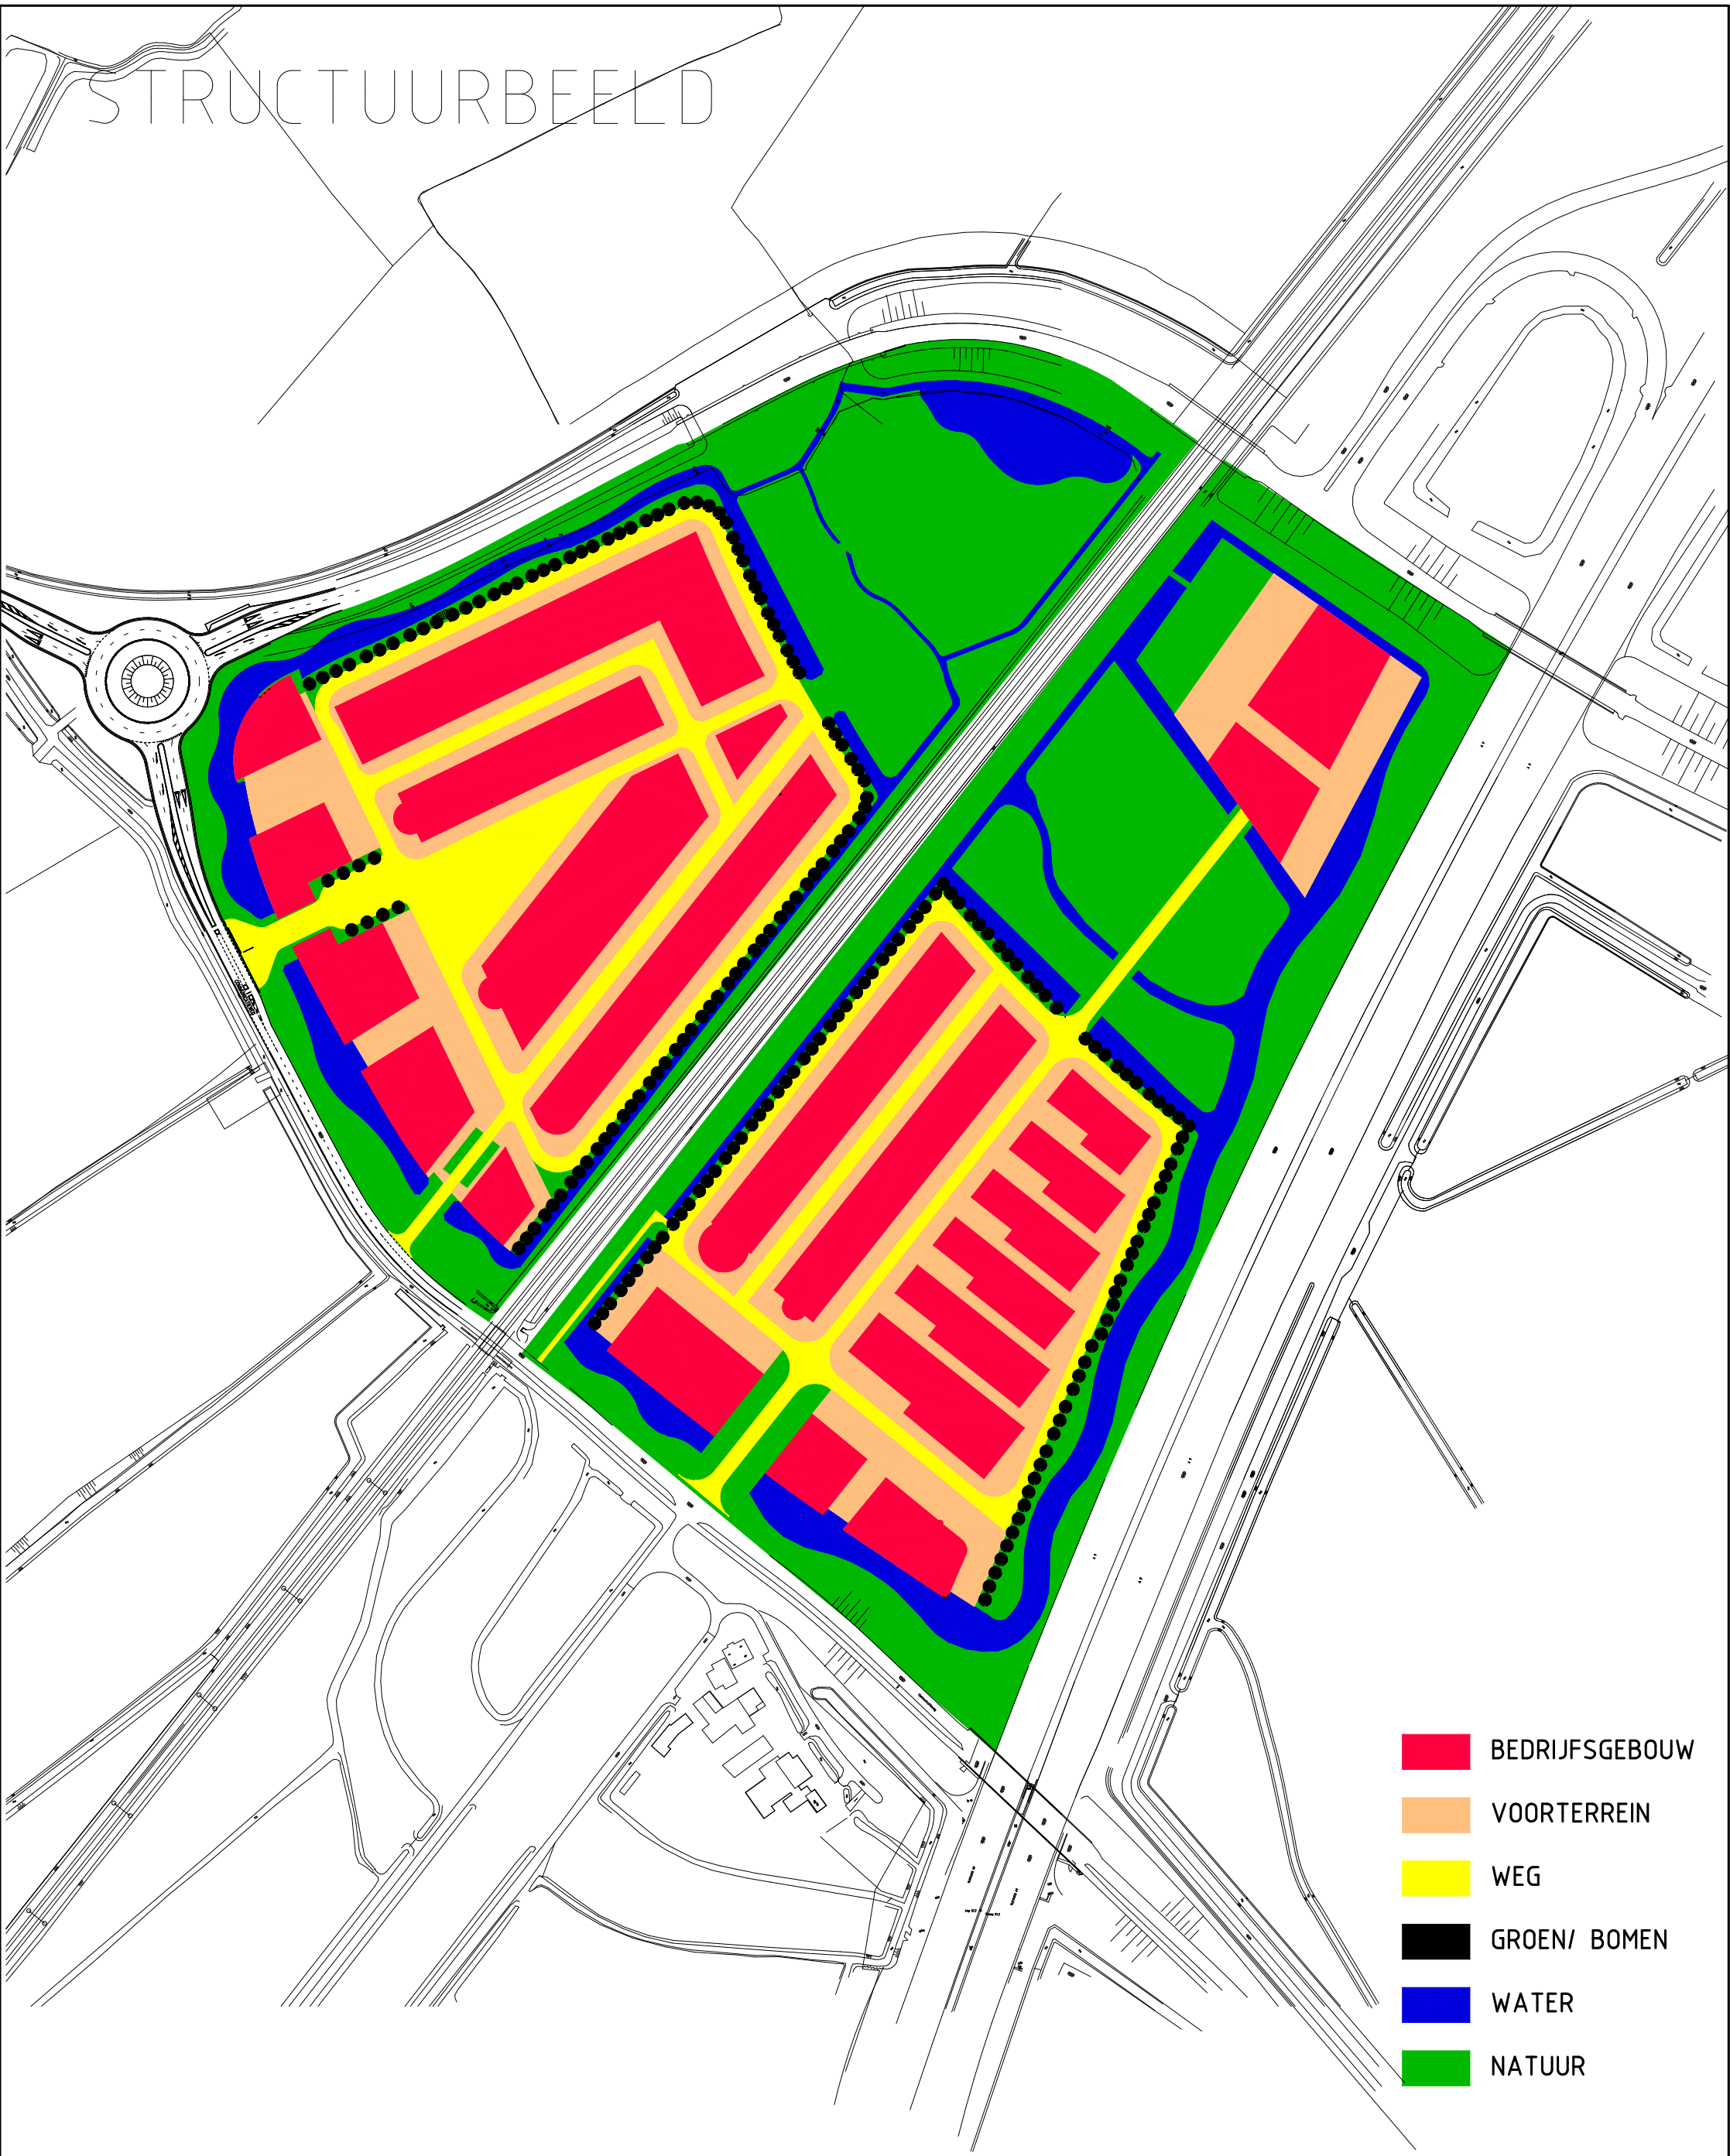 STRUCTUURBEELD
BEDRIJFSGEBOUW
VOORTERREIN
WEG
GROEN/ BOMEN
WATER
NATUUR